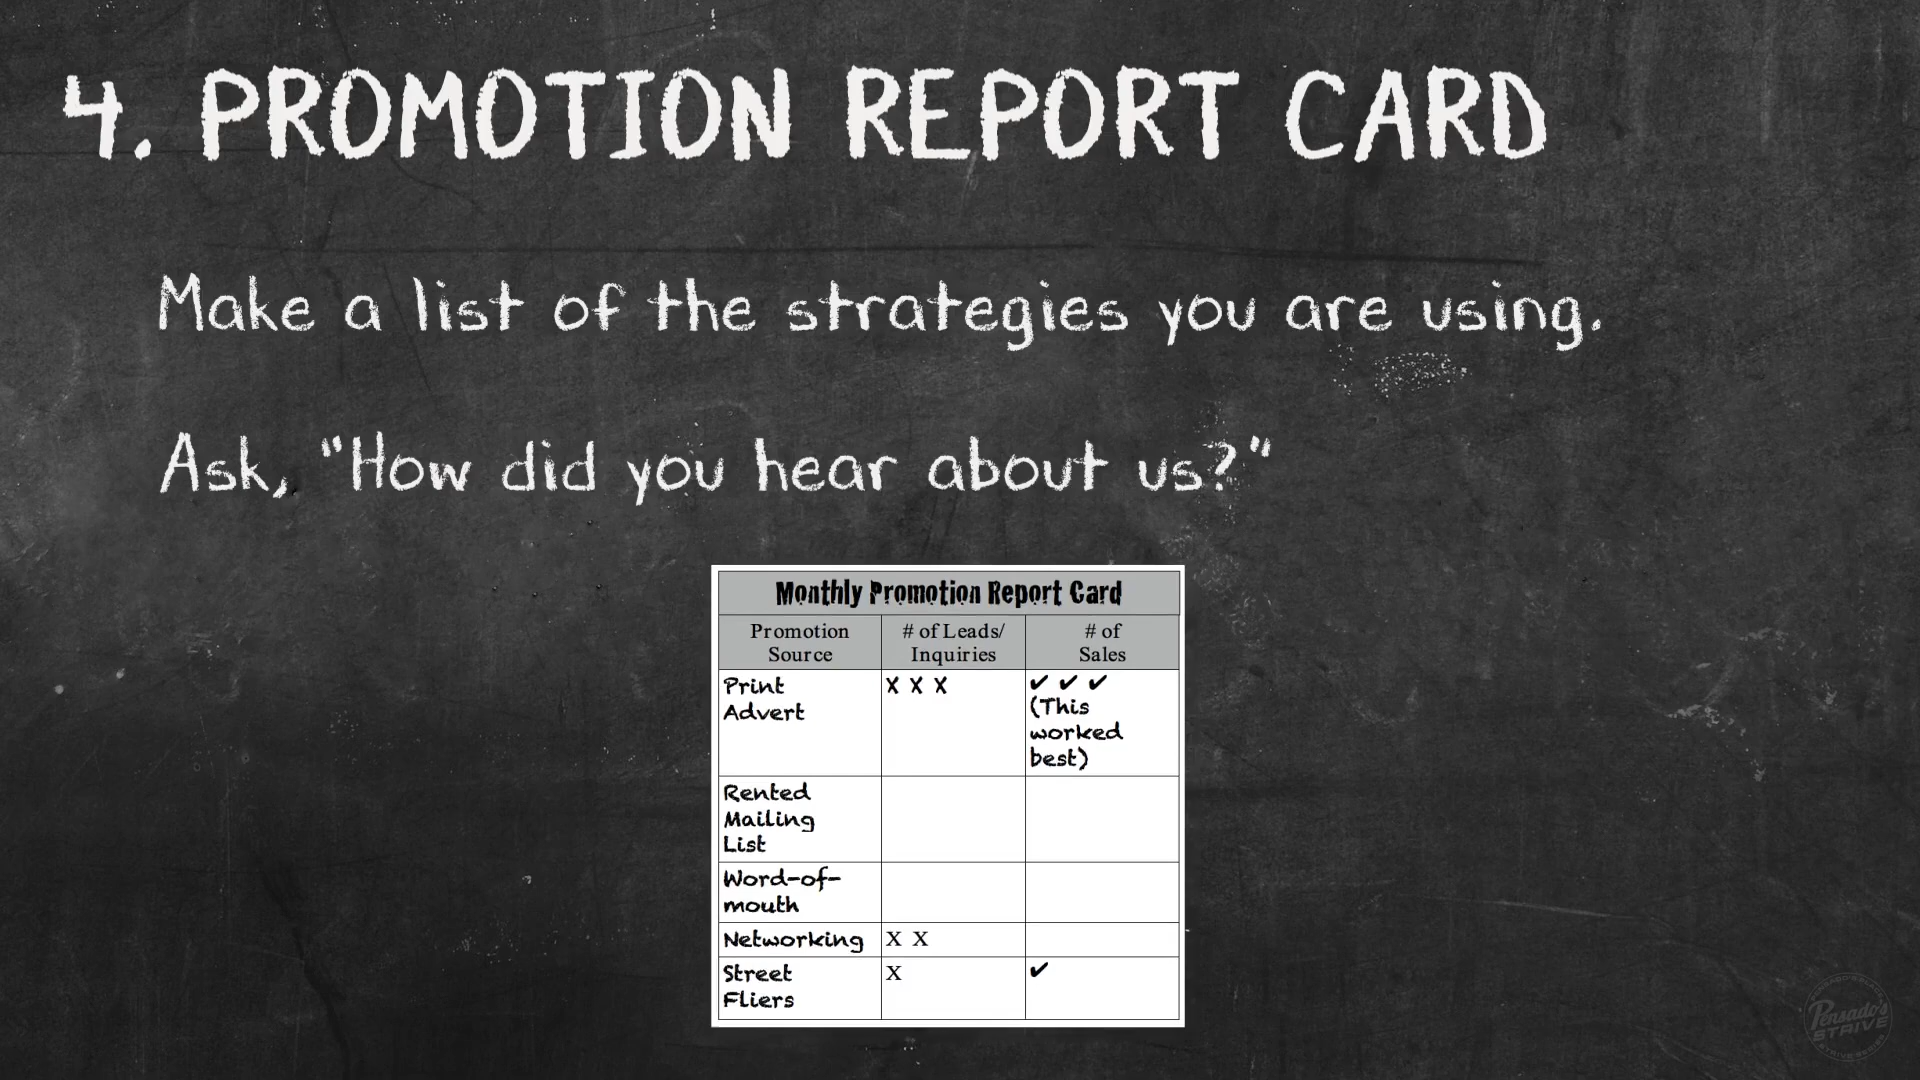 4. PROMOTION REPORT CARD
Make a list of the strategies you are using.
Ask, "How did you hear about us?"
Monthly Promotion Report Card
Promotion Source
# of Leads/ Inquiries
# of Sales
Print Advert
X X X
✔ ✔ ✔ (This worked best)
Rented Mailing List
Word-of-mouth
Networking
X X
Street Fliers
X
✔
Pensado's
STRIVE